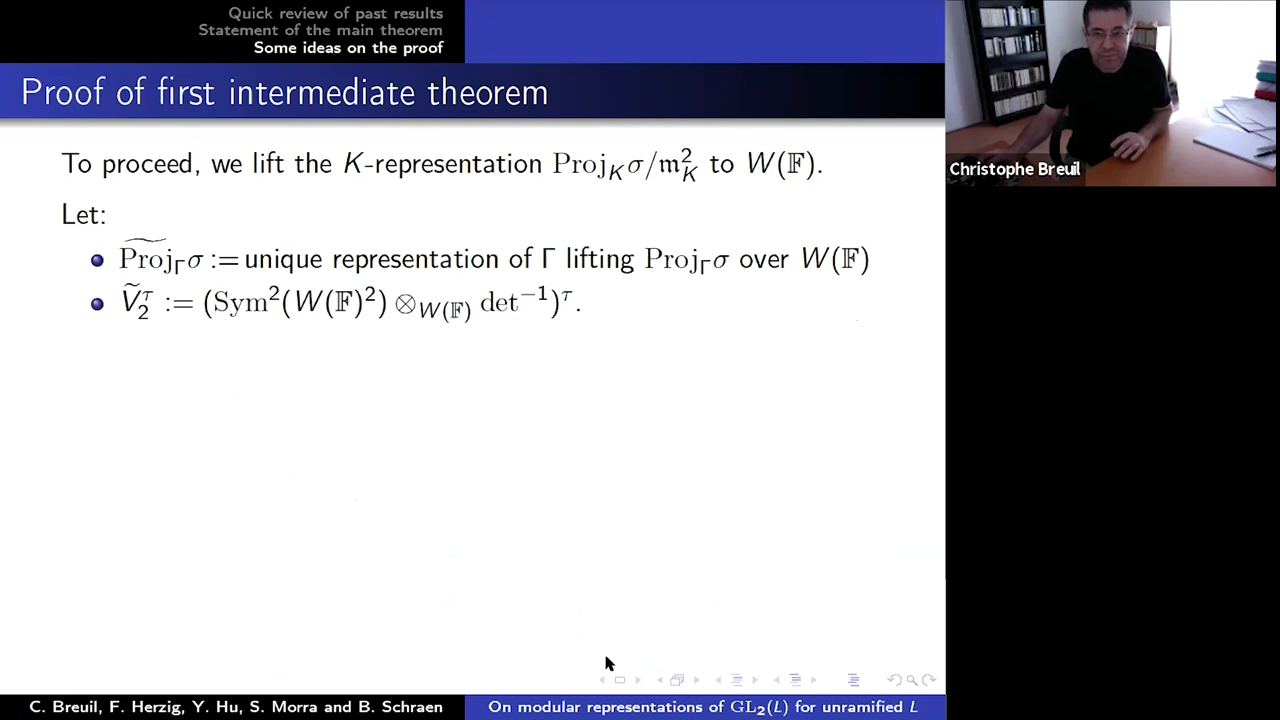 Quick review of past results
Statement of the main theorem
Some ideas on the proof
Proof of first intermediate theorem
To proceed, we lift the K-representation Proj_K σ/𝔪_K^2 to W(𝔽).
Let:
• \widetilde{Proj}_Γ σ := unique representation of Γ lifting Proj_Γ σ over W(𝔽)
• Ṽ_2^τ := (Sym^2(W(𝔽)^2) ⊗_{W(𝔽)} det^{-1})^τ.
C. Breuil, F. Herzig, Y. Hu, S. Morra and B. Schraen
On modular representations of GL_2(L) for unramified L
Christophe Breuil